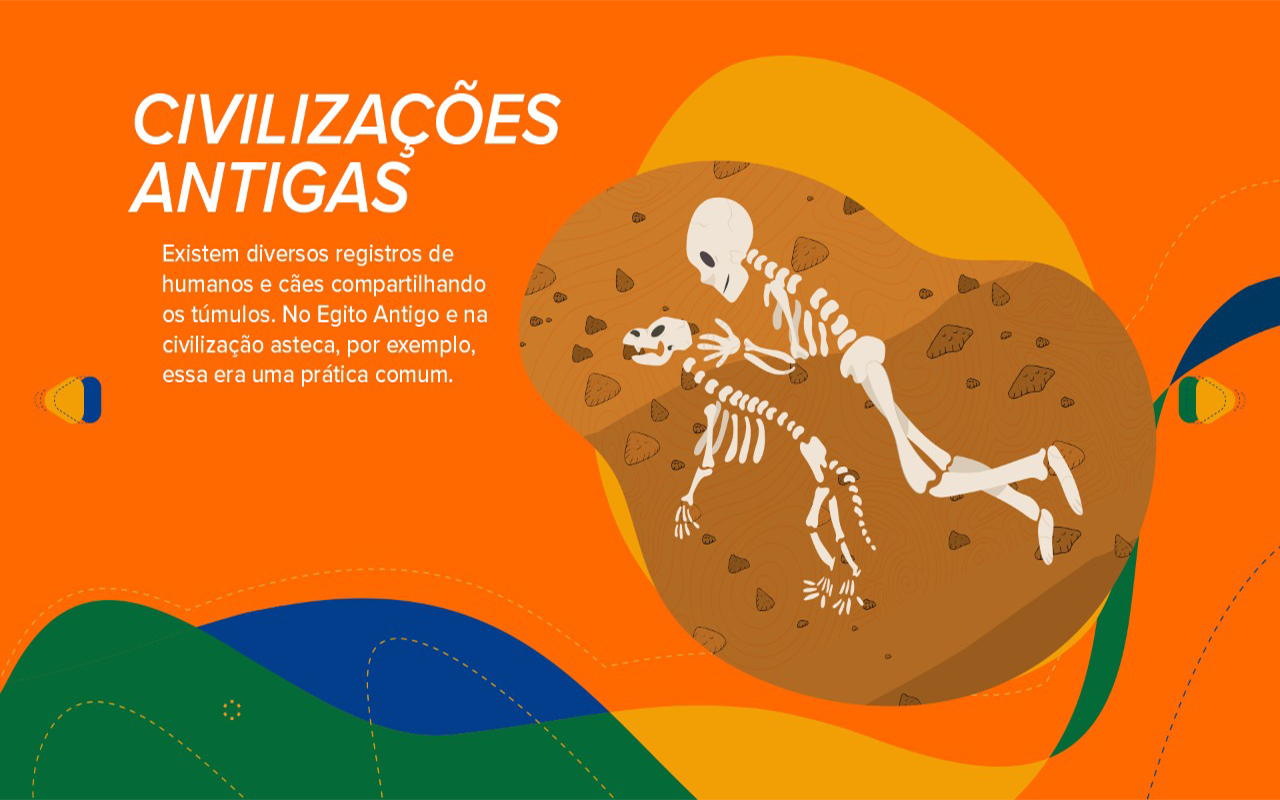 CIVILIZAÇÕES
ANTIGAS
Existem diversos registros de
humanos e cães compartilhando
os túmulos. No Egito Antigo e na
civilização asteca, por exemplo,
essa era uma prática comum.